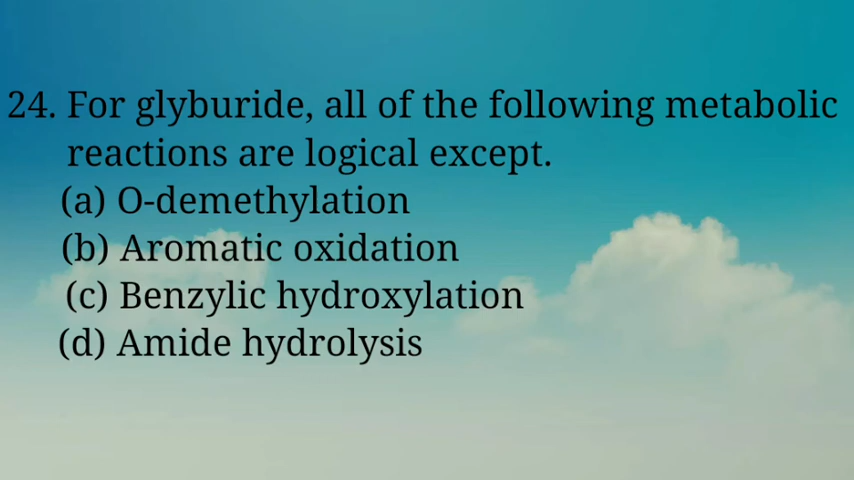 24. For glyburide, all of the following metabolic
reactions are logical except.
(a) O-demethylation
(b) Aromatic oxidation
(c) Benzylic hydroxylation
(d) Amide hydrolysis